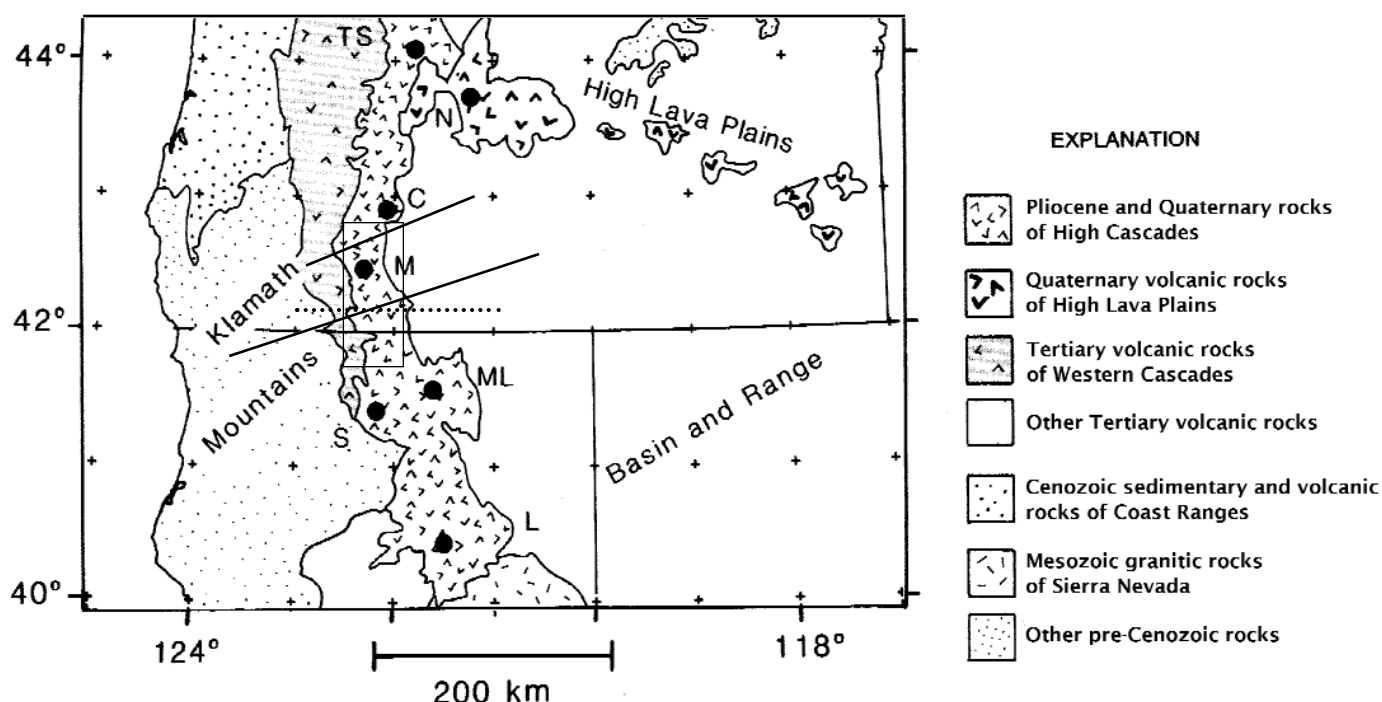 44°
TS
N
High Lava Plains
C
Klamath
M
42°
Mountains
ML
S
Basin and Range
L
40°
124°
118°
200 km
EXPLANATION
Pliocene and Quaternary rocks
of High Cascades
Quaternary volcanic rocks
of High Lava Plains
Tertiary volcanic rocks
of Western Cascades
Other Tertiary volcanic rocks
Cenozoic sedimentary and volcanic
rocks of Coast Ranges
Mesozoic granitic rocks
of Sierra Nevada
Other pre-Cenozoic rocks